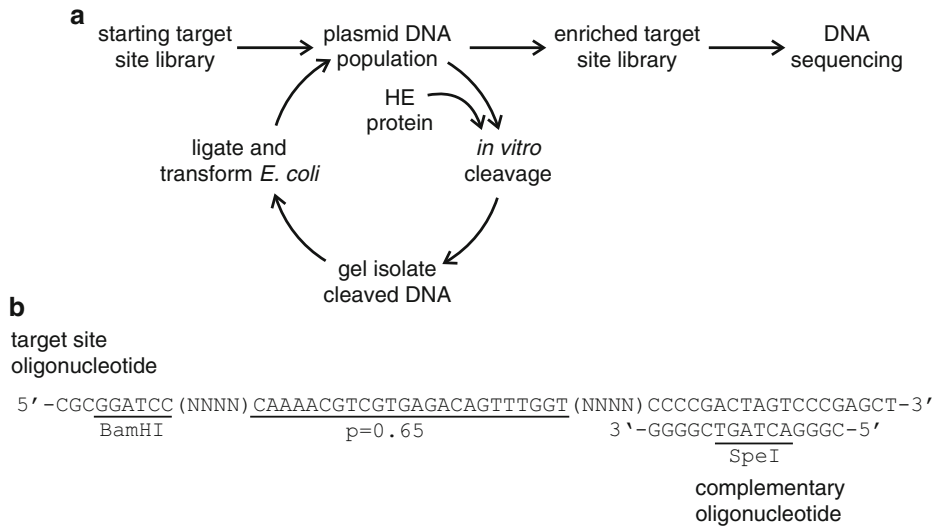 a
starting target
site library
plasmid DNA
population
enriched target
site library
DNA
sequencing
HE
protein
in vitro
cleavage
ligate and
transform E. coli
gel isolate
cleaved DNA
b
target site
oligonucleotide
5′-CGCGGATCC(NNNN)CAAAACGTCGTGAGACAGTTTGGT(NNNN)CCCCGACTAGTCCCGAGCT-3′
BamHI p=0.65 3‘-GGGGCTGATCAGGGC-5′
SpeI
complementary
oligonucleotide